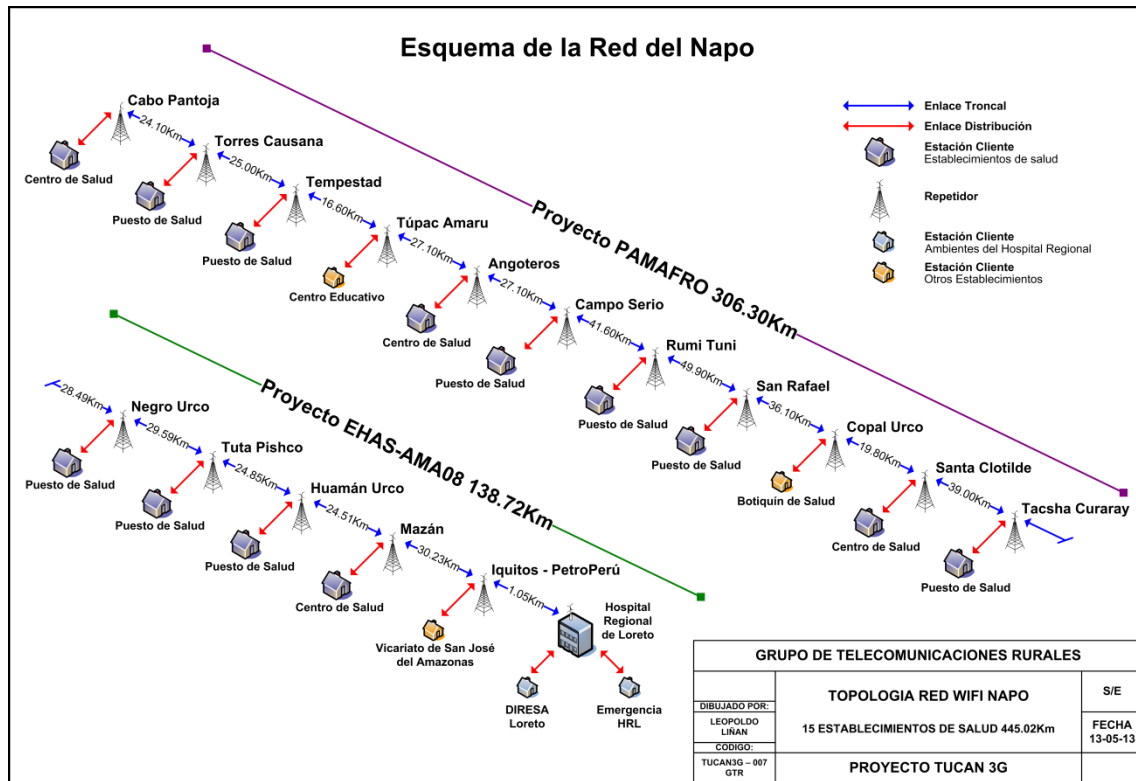 Esquema de la Red del Napo
Enlace Troncal
Enlace Distribución
Estación Cliente
Establecimientos de salud
Repetidor
Estación Cliente
Ambientes del Hospital Regional
Estación Cliente
Otros Establecimientos
Proyecto PAMAFRO 306.30Km
Cabo Pantoja
24.10Km
Centro de Salud
Torres Causana
25.00Km
Puesto de Salud
Tempestad
16.60Km
Puesto de Salud
Túpac Amaru
27.10Km
Centro Educativo
Angoteros
27.10Km
Centro de Salud
Campo Serio
41.60Km
Puesto de Salud
Rumi Tuni
49.90Km
Puesto de Salud
San Rafael
36.10Km
Puesto de Salud
Copal Urco
19.80Km
Botiquín de Salud
Santa Clotilde
39.00Km
Centro de Salud
Tacsha Curaray
Puesto de Salud
Proyecto EHAS-AMA08 138.72Km
28.49Km
Negro Urco
29.59Km
Puesto de Salud
Tuta Pishco
24.85Km
Puesto de Salud
Huamán Urco
24.51Km
Puesto de Salud
Mazán
30.23Km
Centro de Salud
Iquitos - PetroPerú
1.05Km
Vicariato de San José
del Amazonas
Hospital
Regional
de Loreto
DIRESA
Loreto
Emergencia
HRL
GRUPO DE TELECOMUNICACIONES RURALES
DIBUJADO POR:
LEOPOLDO
LIÑAN
CODIGO:
TUCAN3G – 007
GTR
TOPOLOGIA RED WIFI NAPO
15 ESTABLECIMIENTOS DE SALUD 445.02Km
PROYECTO TUCAN 3G
S/E
FECHA
13-05-13